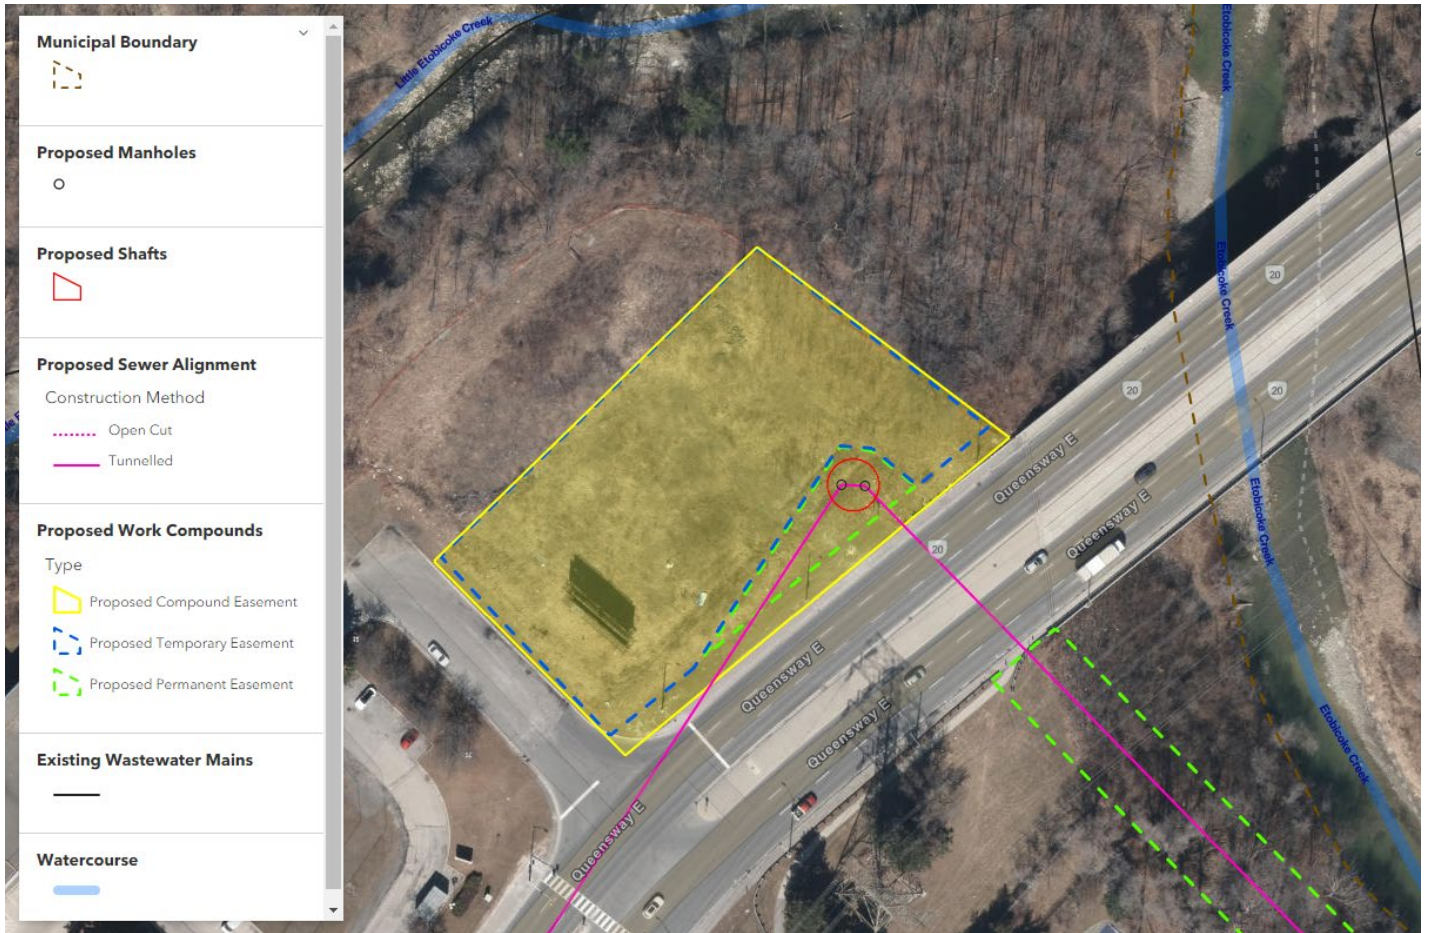 Municipal Boundary
Proposed Manholes
Proposed Shafts
Proposed Sewer Alignment
Construction Method
Open Cut
Tunnelled
Proposed Work Compounds
Type
Proposed Compound Easement
Proposed Temporary Easement
Proposed Permanent Easement
Existing Wastewater Mains
Watercourse
Little Etobicoke Creek
Etobicoke Creek
Etobicoke Creek
Etobicoke Creek
Etobicoke Creek
Etobicoke Creek
20
20
20
20
Queensway E
Queensway E
Queensway E
Queensway E
Queensway E